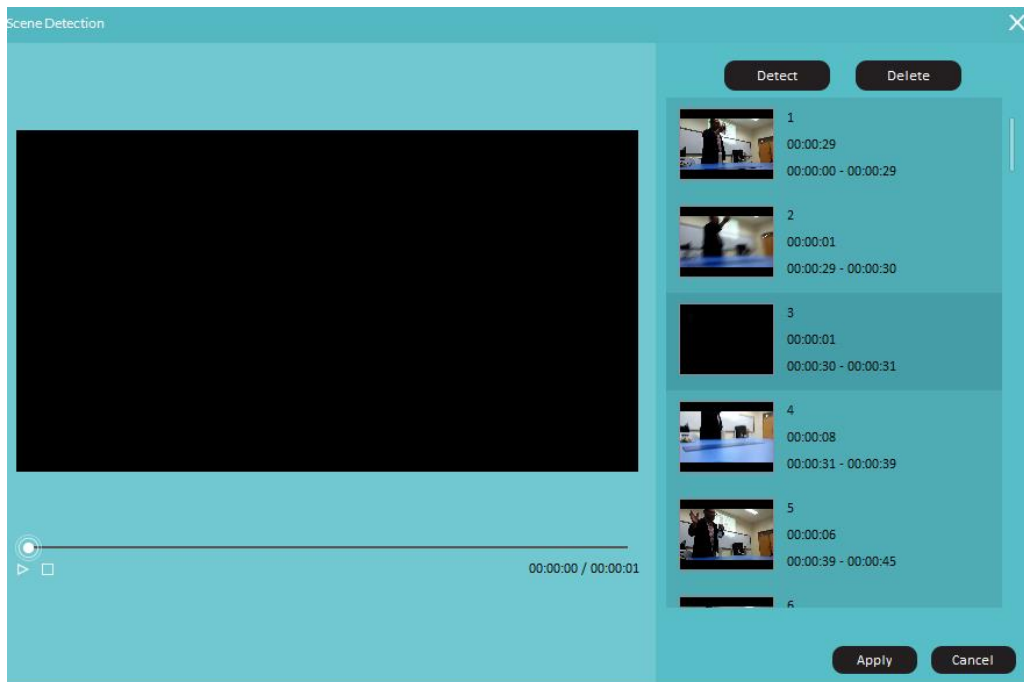 Scene Detection
Detect Delete
1
00:00:29
00:00:00 - 00:00:29
2
00:00:01
00:00:29 - 00:00:30
3
00:00:01
00:00:30 - 00:00:31
4
00:00:08
00:00:31 - 00:00:39
5
00:00:06
00:00:39 - 00:00:45
6
00:00:00 / 00:00:01
Apply Cancel